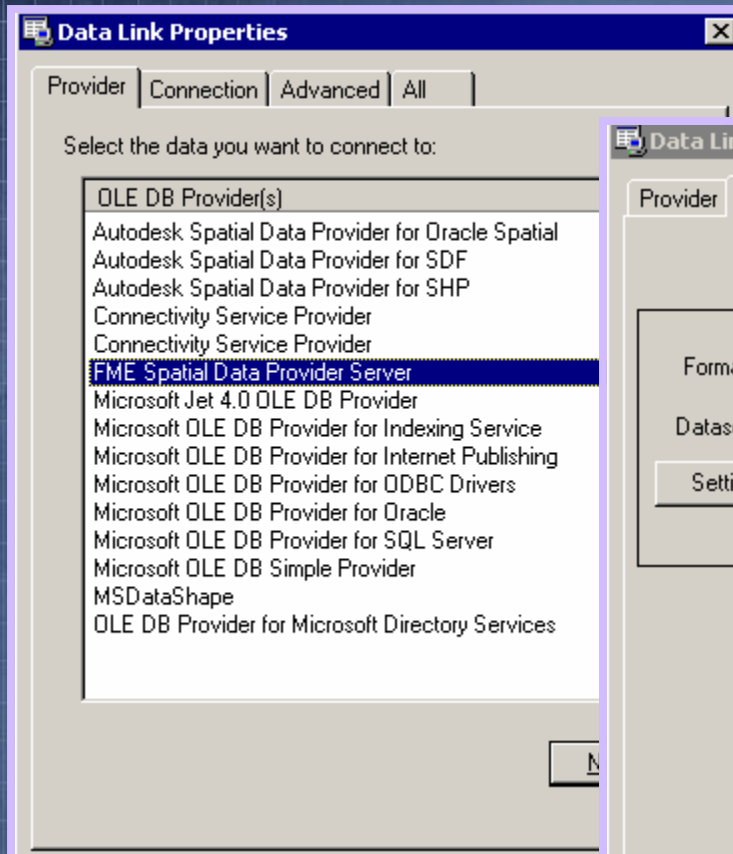 Data Link Properties
Provider Connection Advanced All
Select the data you want to connect to:
OLE DB Provider(s)
Autodesk Spatial Data Provider for Oracle Spatial
Autodesk Spatial Data Provider for SDF
Autodesk Spatial Data Provider for SHP
Connectivity Service Provider
Connectivity Service Provider
FME Spatial Data Provider Server
Microsoft Jet 4.0 OLE DB Provider
Microsoft OLE DB Provider for Indexing Service
Microsoft OLE DB Provider for Internet Publishing
Microsoft OLE DB Provider for ODBC Drivers
Microsoft OLE DB Provider for Oracle
Microsoft OLE DB Provider for SQL Server
Microsoft OLE DB Simple Provider
MSDataShape
OLE DB Provider for Microsoft Directory Services
Data
Provider